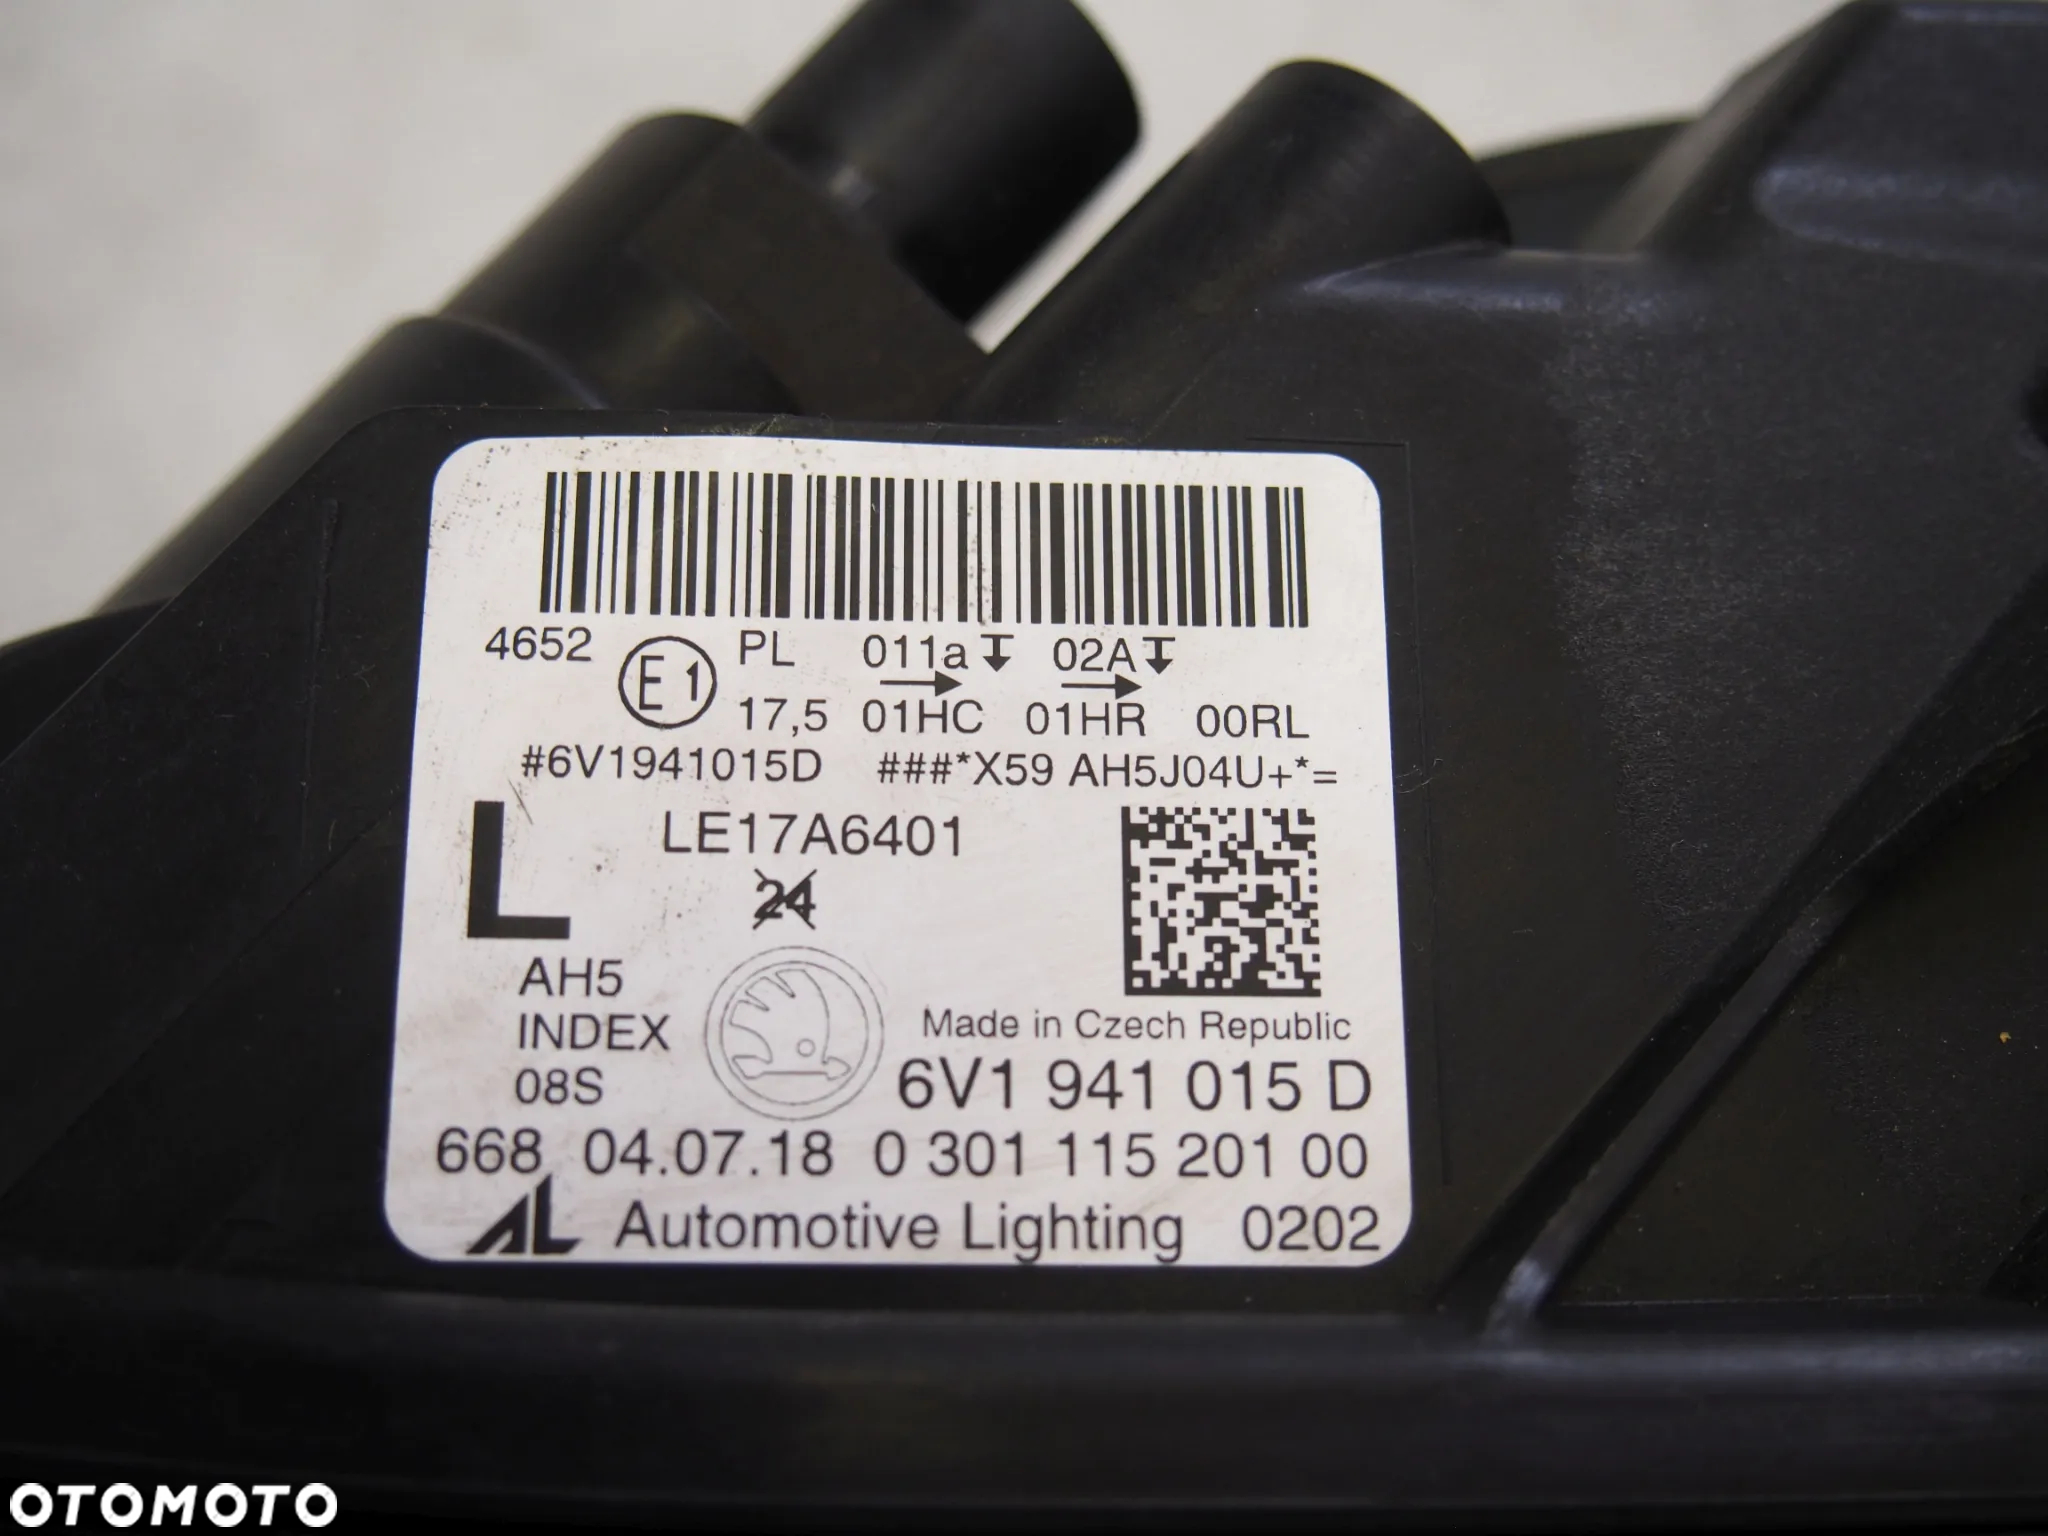 4652 E1 PL 011a 02A
17,5 01HC 01HR 00RL
#6V1941015D ###*X59 AH5J04U+*=
L LE17A6401
24
AH5
INDEX
08S
Made in Czech Republic
6V1 941 015 D
668 04.07.18 0 301 115 201 00
AL Automotive Lighting 0202
OTOMOTO